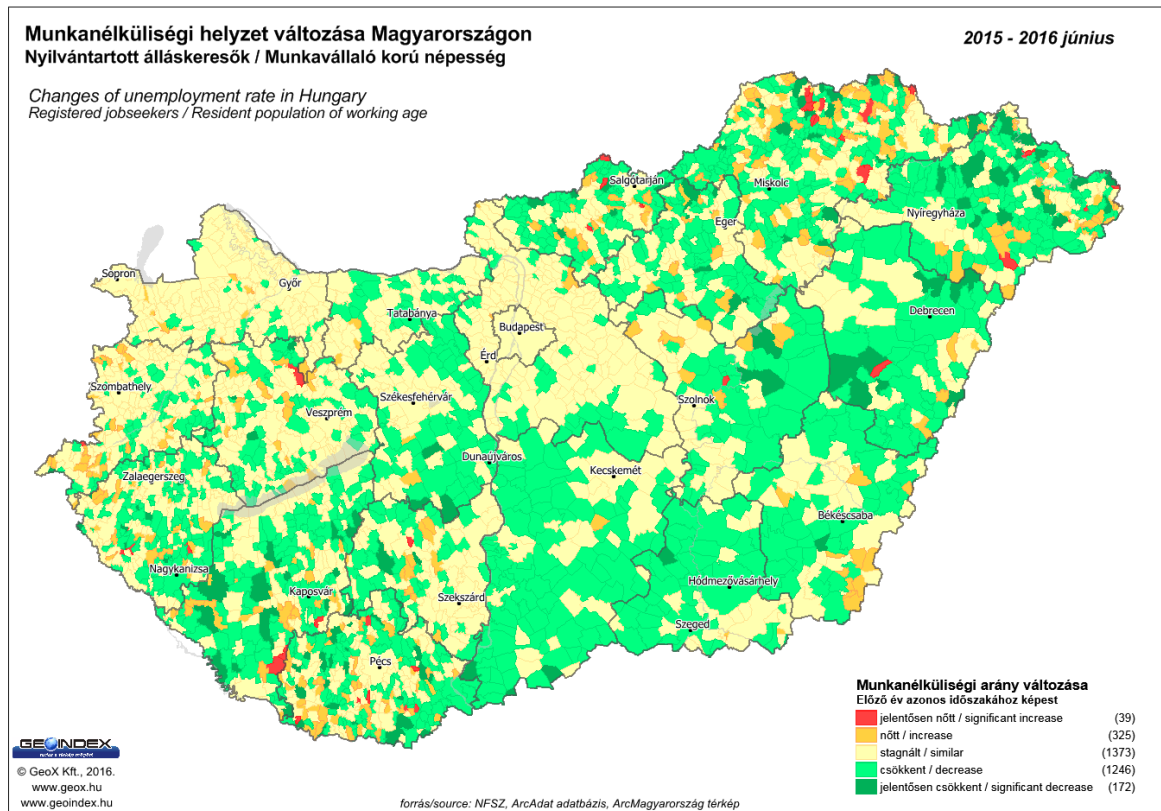 Munkanélküliségi helyzet változása Magyarországon
Nyilvántartott álláskeresők / Munkavállaló korú népesség
2015 - 2016 június
Changes of unemployment rate in Hungary
Registered jobseekers / Resident population of working age
Salgótarján
Miskolc
Nyíregyháza
Eger
Sopron
Győr
Tatabánya
Budapest
Debrecen
Érd
Szombathely
Székesfehérvár
Szolnok
Veszprém
Dunaújváros
Kecskemét
Zalaegerszeg
Békéscsaba
Nagykanizsa
Kaposvár
Hódmezővásárhely
Szekszárd
Szeged
Pécs
Munkanélküliségi arány változása
Előző év azonos időszakához képest
jelentősen nőtt / significant increase (39)
nőtt / increase (325)
stagnált / similar (1373)
csökkent / decrease (1246)
jelentősen csökkent / significant decrease (172)
GEOINDEX
© GeoX Kft., 2016.
www.geox.hu
www.geoindex.hu
forrás/source: NFSZ, ArcAdat adatbázis, ArcMagyarország térkép